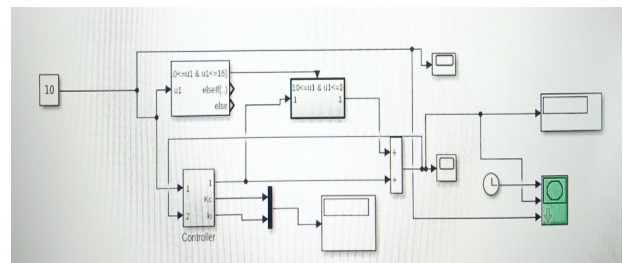 10
.0<=u1 & u1<=16)
u1
elseif(..)
else
10<=u1 & u1<=1
1
1
+
+
1
2
1
Kc
ki
Controller